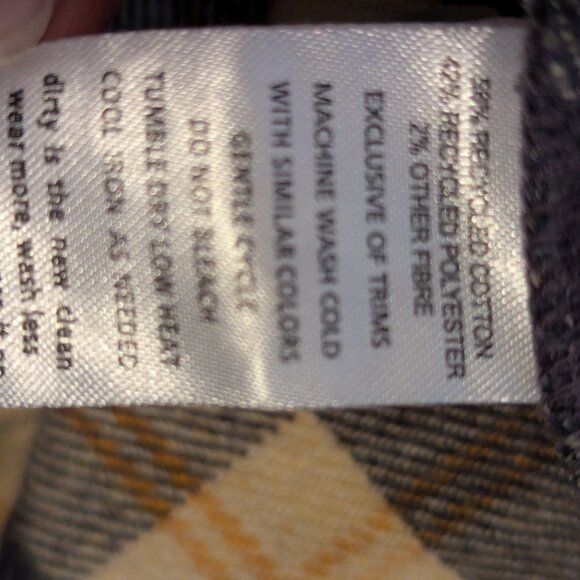 59% RECYCLED COTTON
42% RECYCLED POLYESTER
2% OTHER FIBRE
EXCLUSIVE OF TRIMS
MACHINE WASH COLD
WITH SIMILAR COLORS
GENTLE CYCLE
DO NOT BLEACH
TUMBLE DRY LOW HEAT
COOL IRON AS NEEDED
dirty is the new clean
wear more, wash less